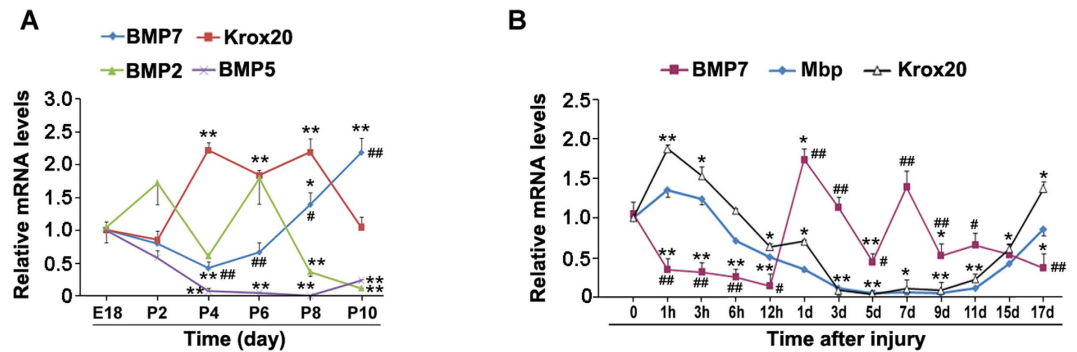 A
BMP7 Krox20
BMP2 BMP5
Relative mRNA levels
3.0
2.5
2.0
1.5
1.0
0.5
0
** ** ** **
## * #
** ## ## **
** ** ** ** **
E18 P2 P4 P6 P8 P10
Time (day)
B
BMP7 Mbp Krox20
Relative mRNA levels
2.5
2.0
1.5
1.0
0.5
0
** * * ## ## ## ## * # * *
** ** ** * ** * ** # ** * ** ** * ##
## ## ## #
0 1h 3h 6h 12h 1d 3d 5d 7d 9d 11d 15d 17d
Time after injury